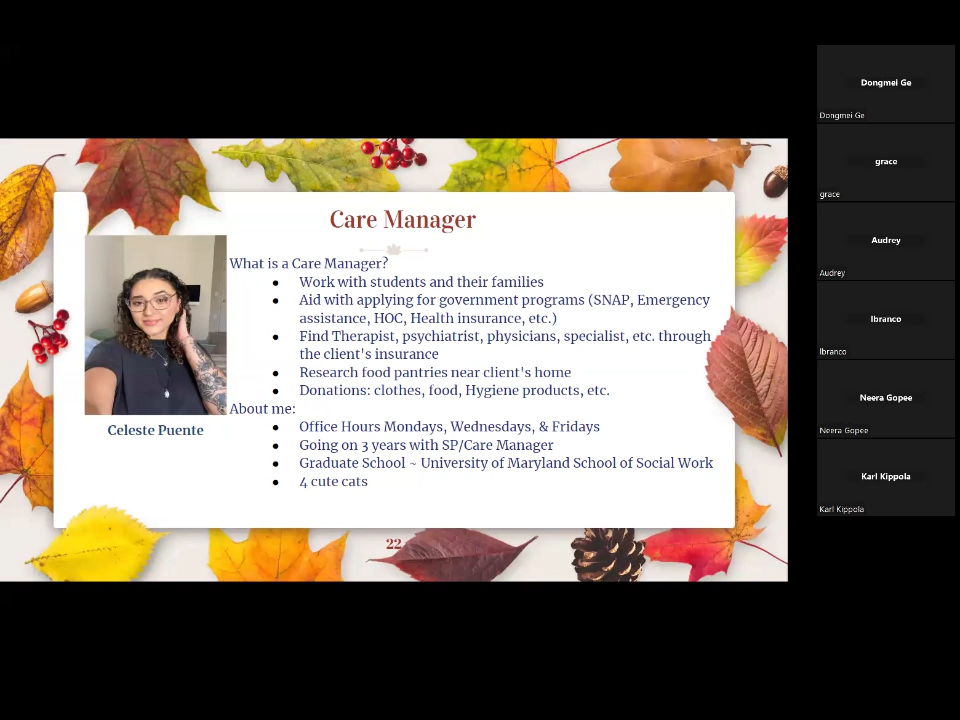 Care Manager
What is a Care Manager?
● Work with students and their families
● Aid with applying for government programs (SNAP, Emergency
assistance, HOC, Health insurance, etc.)
● Find Therapist, psychiatrist, physicians, specialist, etc. through
the client's insurance
● Research food pantries near client's home
● Donations: clothes, food, Hygiene products, etc.
About me:
● Office Hours Mondays, Wednesdays, & Fridays
● Going on 3 years with SP/Care Manager
● Graduate School ~ University of Maryland School of Social Work
● 4 cute cats
Celeste Puente
22
Dongmei Ge
Dongmei Ge
grace
grace
Audrey
Audrey
lbranco
lbranco
Neera Gopee
Neera Gopee
Karl Kippola
Karl Kippola